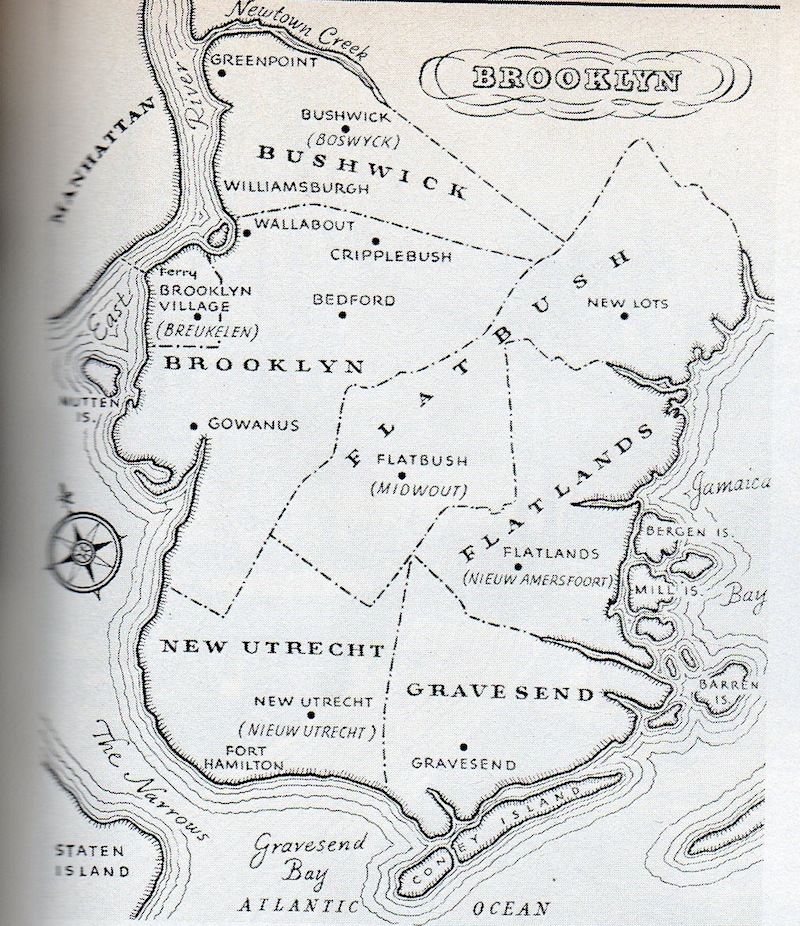 Newtown Creek
BROOKLYN
GREENPOINT
River
MANHATTAN
BUSHWICK
(BOSWYCK)
BUSHWICK
WILLIAMSBURGH
WALLABOUT
CRIPPLEBUSH
Ferry
BROOKLYN
VILLAGE
(BREUKELEN)
East
BEDFORD
NEW LOTS
FLATBUSH
BROOKLYN
NUTTEN
IS.
GOWANUS
FLATBUSH
(MIDWOUT)
FLATLANDS
Jamaica
BERGEN IS.
FLATLANDS
(NIEUW AMERSFOORT)
MILL IS.
Bay
NEW UTRECHT
GRAVESEND
BARREN
IS.
NEW UTRECHT
(NIEUW UTRECHT)
FORT
HAMILTON
GRAVESEND
The Narrows
CONEY ISLAND
STATEN
ISLAND
Gravesend
Bay
ATLANTIC OCEAN